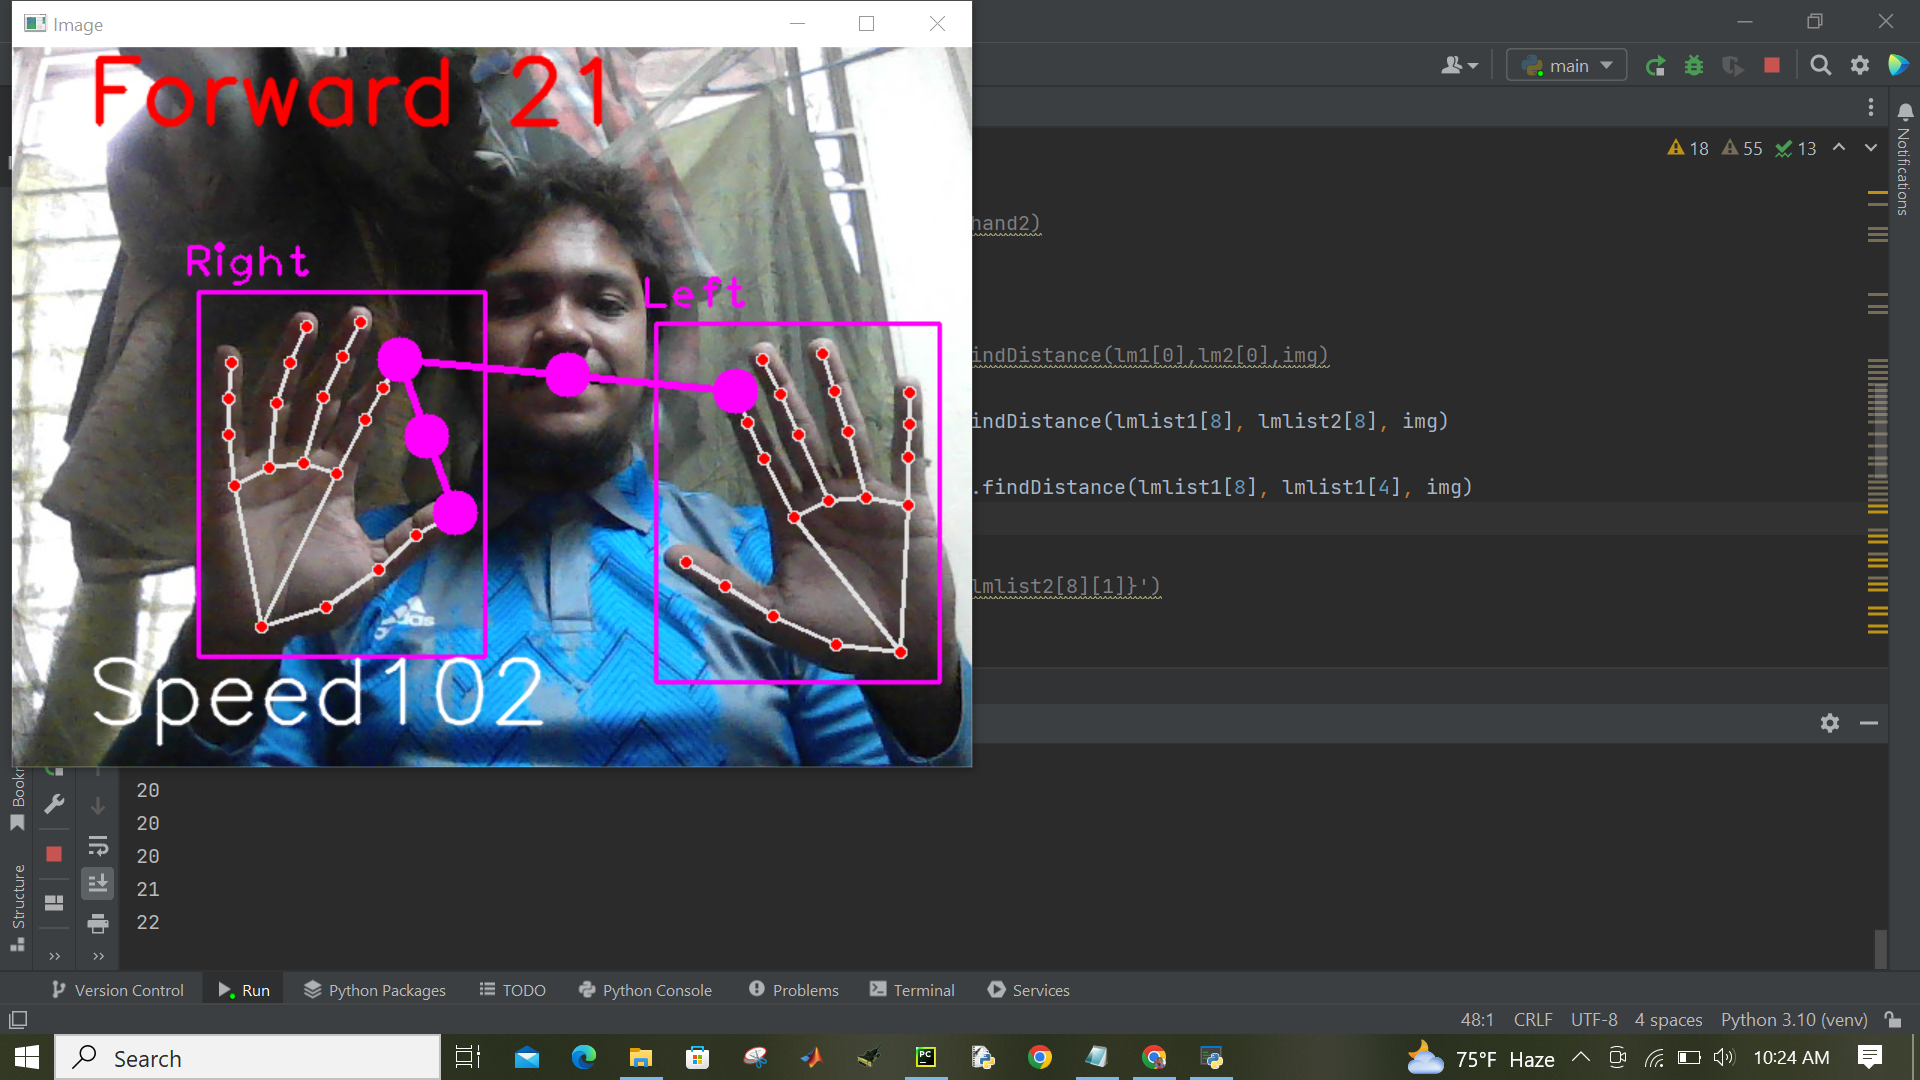 Image
Forward 21
Right
Left
adidas
Speed102
main
18 55 13
Notifications
hand2)
indDistance(lm1[0],lm2[0],img)
indDistance(lmlist1[8], lmlist2[8], img)
.findDistance(lmlist1[8], lmlist1[4], img)
lmlist2[8][1]}')
Bookr
Structure
20
20
20
21
22
Version Control
Run
Python Packages
TODO
Python Console
Problems
Terminal
Services
48:1 CRLF UTF-8 4 spaces Python 3.10 (venv)
Search
PC
75°F Haze
10:24 AM